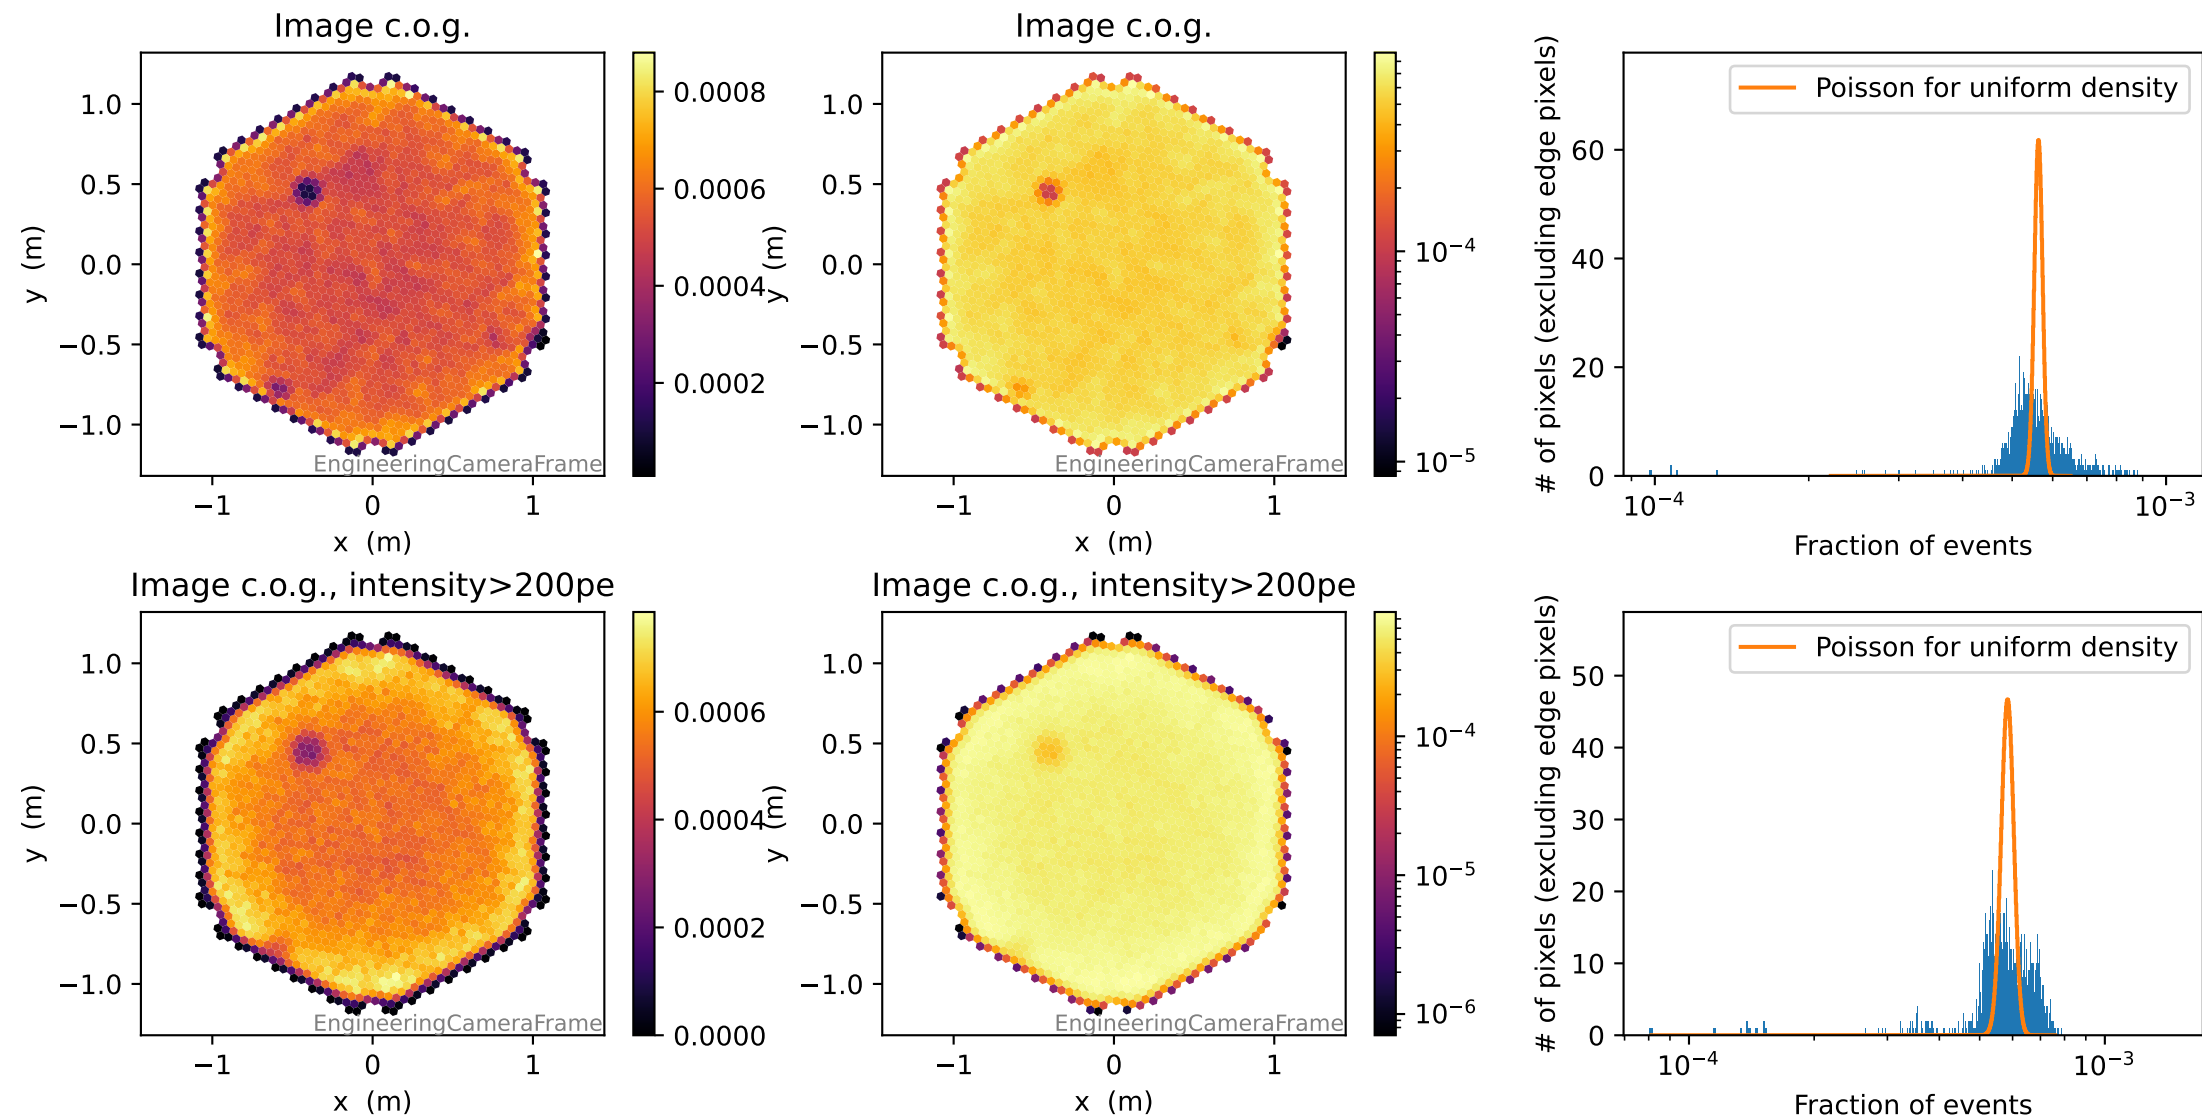 Image c.o.g.
1.0
0.5
0.0
−0.5
−1.0
y (m)
−1 0 1
x (m)
EngineeringCameraFrame
0.0008
0.0006
0.0004
0.0002
Image c.o.g.
1.0
0.5
0.0
−0.5
−1.0
y (m)
−1 0 1
x (m)
EngineeringCameraFrame
10⁻⁴
10⁻⁵
# of pixels (excluding edge pixels)
60
40
20
0
Poisson for uniform density
10⁻⁴ 10⁻³
Fraction of events
Image c.o.g., intensity>200pe
1.0
0.5
0.0
−0.5
−1.0
y (m)
−1 0 1
x (m)
EngineeringCameraFrame
0.0006
0.0004
0.0002
0.0000
Image c.o.g., intensity>200pe
1.0
0.5
0.0
−0.5
−1.0
y (m)
−1 0 1
x (m)
EngineeringCameraFrame
10⁻⁴
10⁻⁵
10⁻⁶
# of pixels (excluding edge pixels)
50
40
30
20
10
0
Poisson for uniform density
10⁻⁴ 10⁻³
Fraction of events